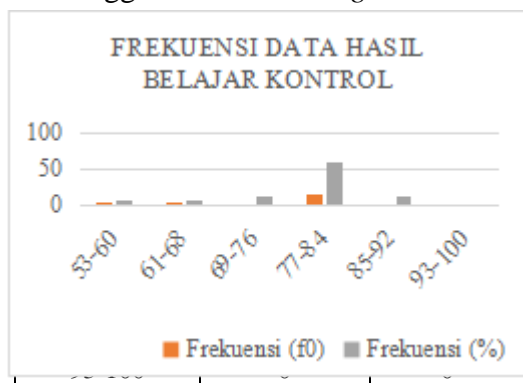 FREKUENSI DATA HASIL
BELAJAR KONTROL
100
50
0
53-60 61-68 69-76 77-84 85-92 93-100
Frekuensi (f0) Frekuensi (%)